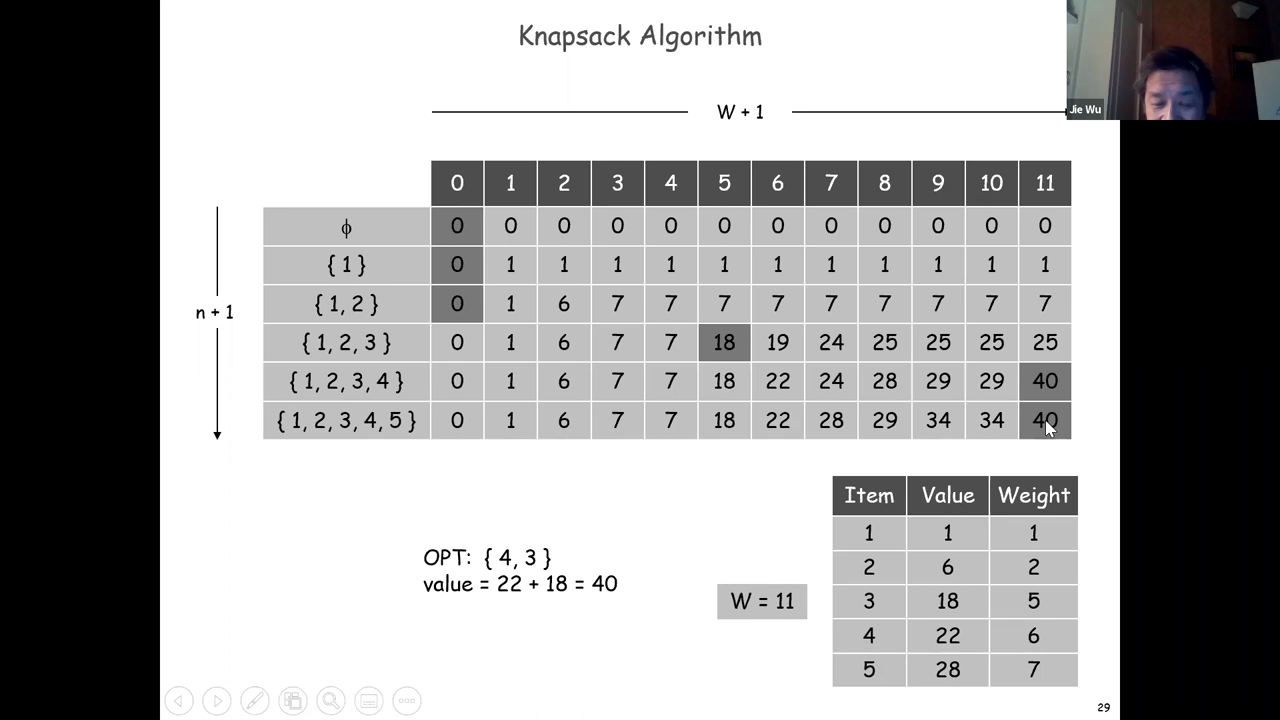 Knapsack Algorithm
Jie Wu
W + 1
0 1 2 3 4 5 6 7 8 9 10 11
ϕ 0 0 0 0 0 0 0 0 0 0 0 0
{ 1 } 0 1 1 1 1 1 1 1 1 1 1 1
{ 1, 2 } 0 1 6 7 7 7 7 7 7 7 7 7
n + 1
{ 1, 2, 3 } 0 1 6 7 7 18 19 24 25 25 25 25
{ 1, 2, 3, 4 } 0 1 6 7 7 18 22 24 28 29 29 40
{ 1, 2, 3, 4, 5 } 0 1 6 7 7 18 22 28 29 34 34 40
Item Value Weight
1 1 1
2 6 2
3 18 5
4 22 6
5 28 7
OPT: { 4, 3 }
value = 22 + 18 = 40
W = 11
29